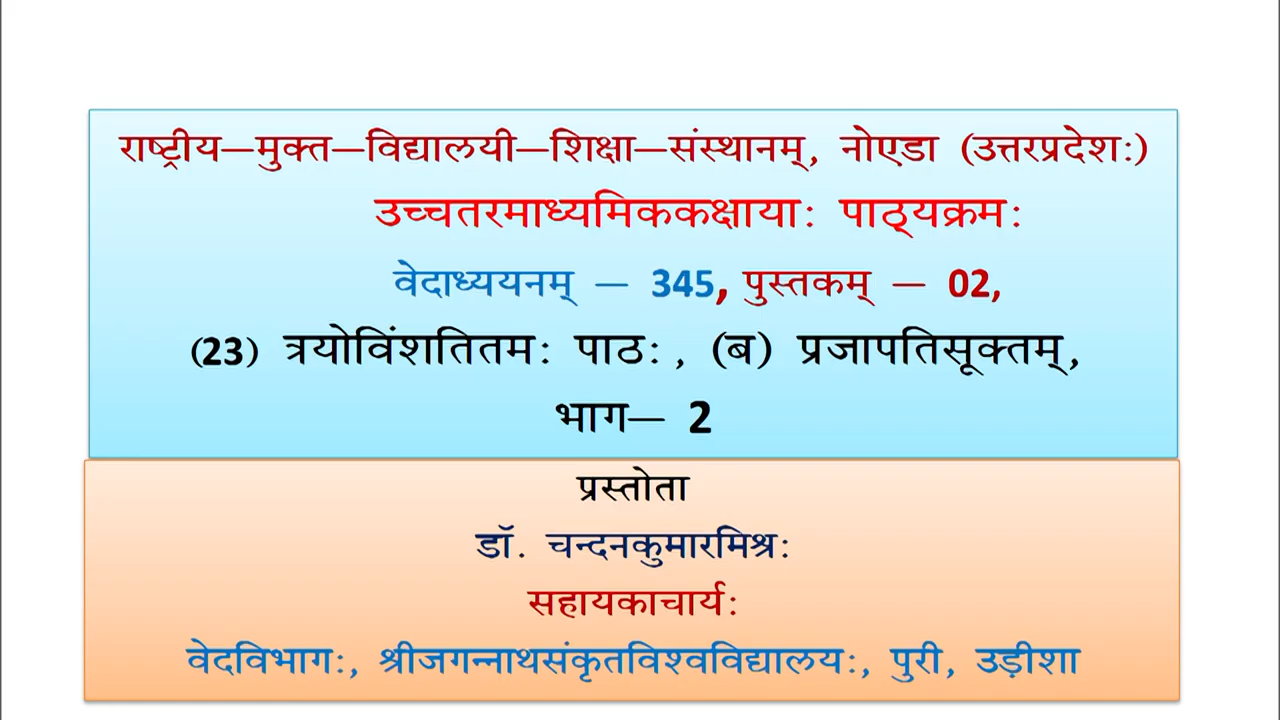 राष्ट्रीय—मुक्त—विद्यालयी—शिक्षा—संस्थानम्, नोएडा (उत्तरप्रदेशः)
उच्चतरमाध्यमिककक्षायाः पाठ्यक्रमः
वेदाध्ययनम् — 345, पुस्तकम् — 02,
(23) त्रयोविंशतितमः पाठः, (ब) प्रजापतिसूक्तम्,
भाग— 2
प्रस्तोता
डॉ. चन्दनकुमारमिश्रः
सहायकाचार्यः
वेदविभागः, श्रीजगन्नाथसंकृतविश्वविद्यालयः, पुरी, उड़ीशा